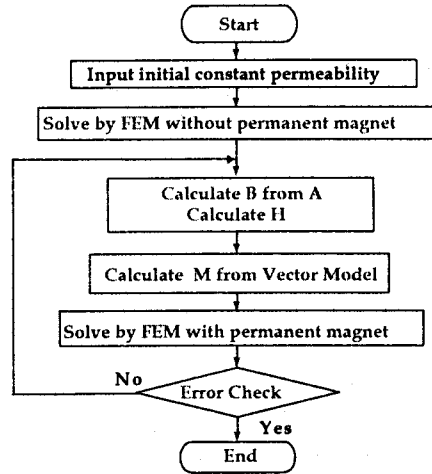 Start
Input initial constant permeability
Solve by FEM without permanent magnet
Calculate B from A
Calculate H
Calculate M from Vector Model
Solve by FEM with permanent magnet
No
Error Check
Yes
End